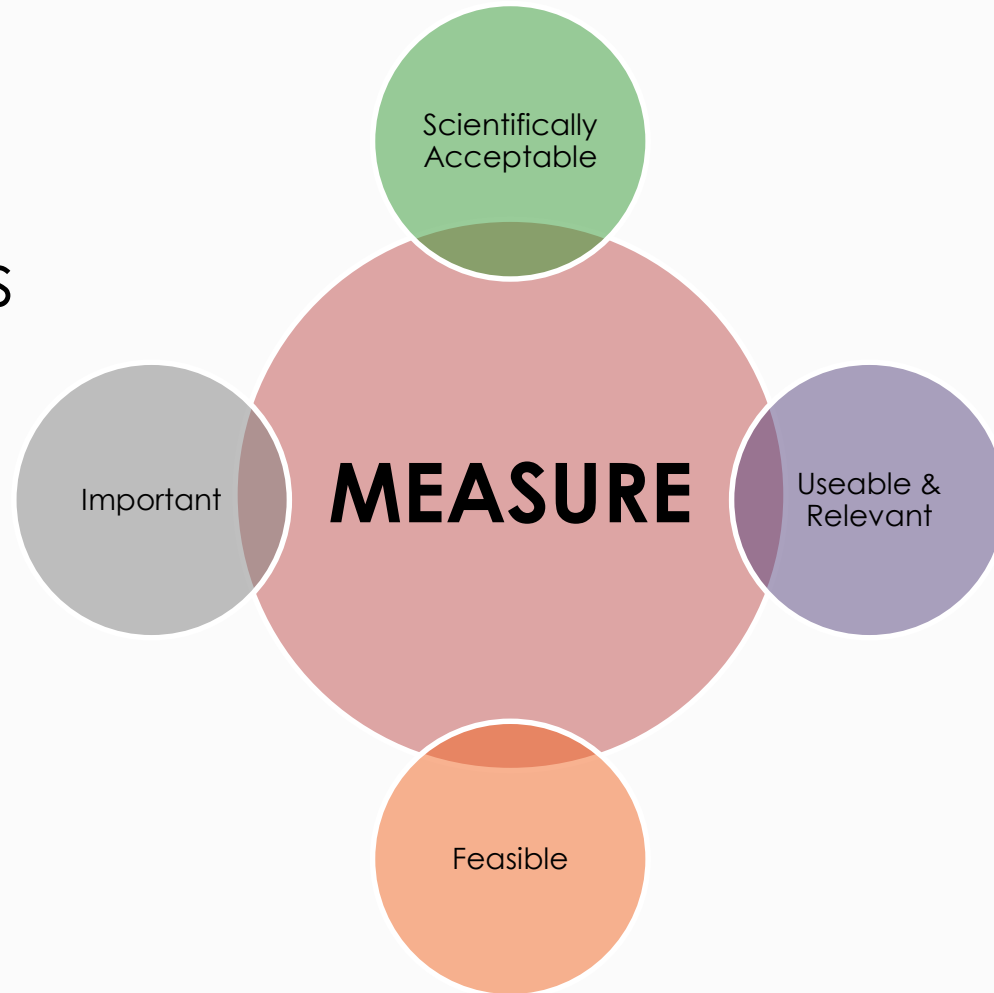 Scientifically
Acceptable
s
Important
MEASURE
Useable &
Relevant
Feasible